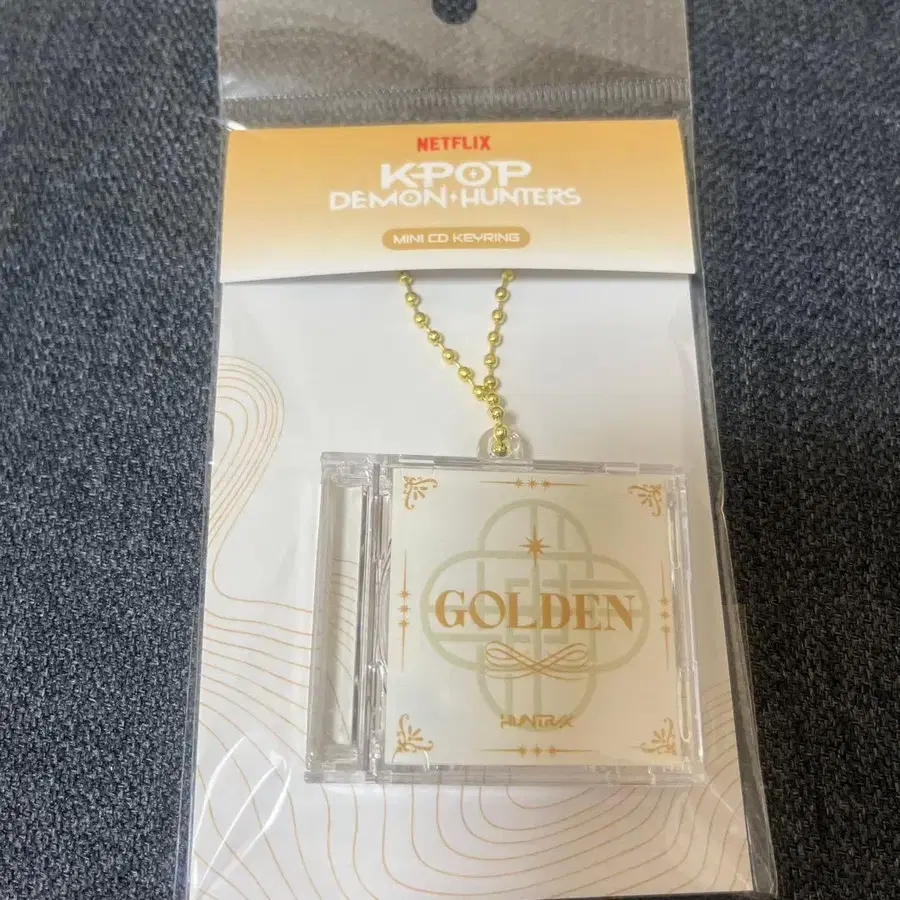 NETFLIX
K-POP
DEMON HUNTERS
MINI CD KEYRING
GOLDEN
HUNTR/X